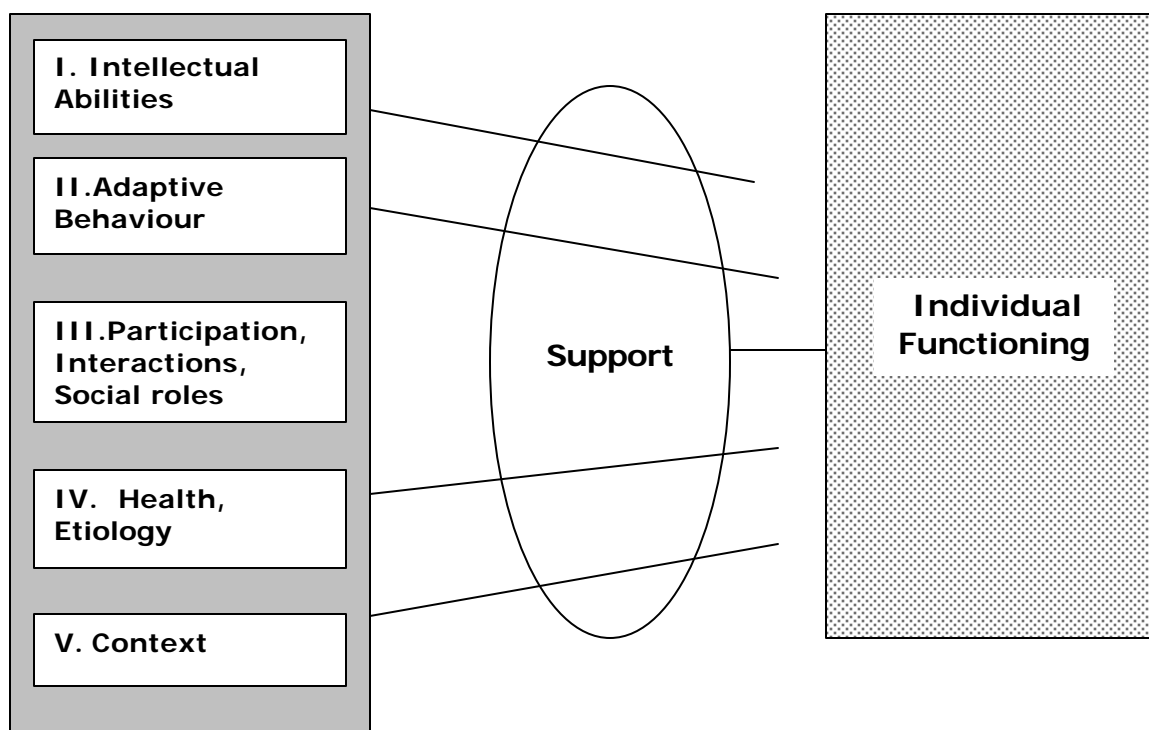 I. Intellectual
Abilities
II.Adaptive
Behaviour
III.Participation,
Interactions,
Social roles
IV. Health,
Etiology
V. Context
Support
Individual
Functioning